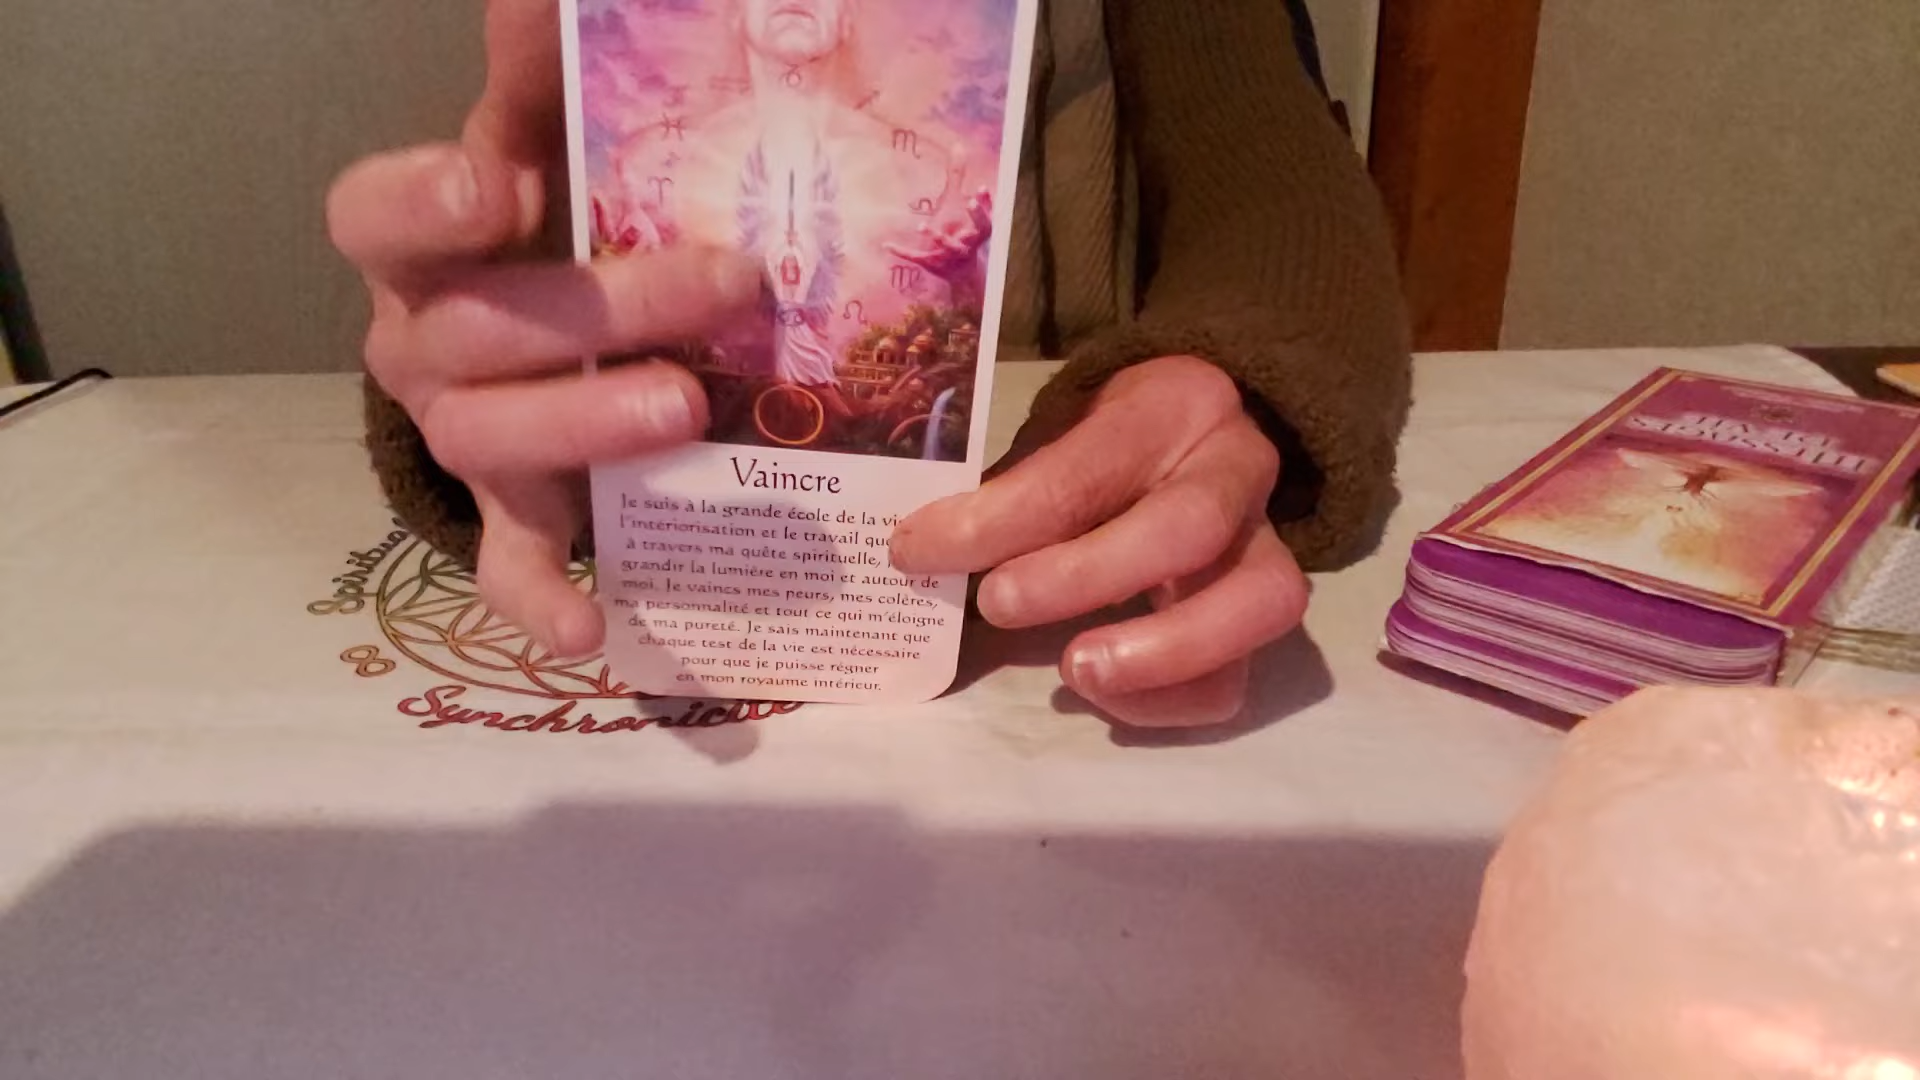 Vaincre
Je suis à la grande école de la
l'intériorisation et le travail
à travers ma quête spirituelle,
grandir la lumière en moi et autour de
moi. Je vaincs mes peurs, mes colères,
ma personnalité et tout ce qui m'éloigne
de ma pureté. Je sais maintenant que
chaque test de la vie est nécessaire
pour que je puisse régner
en mon royaume intérieur.
Synchronicité